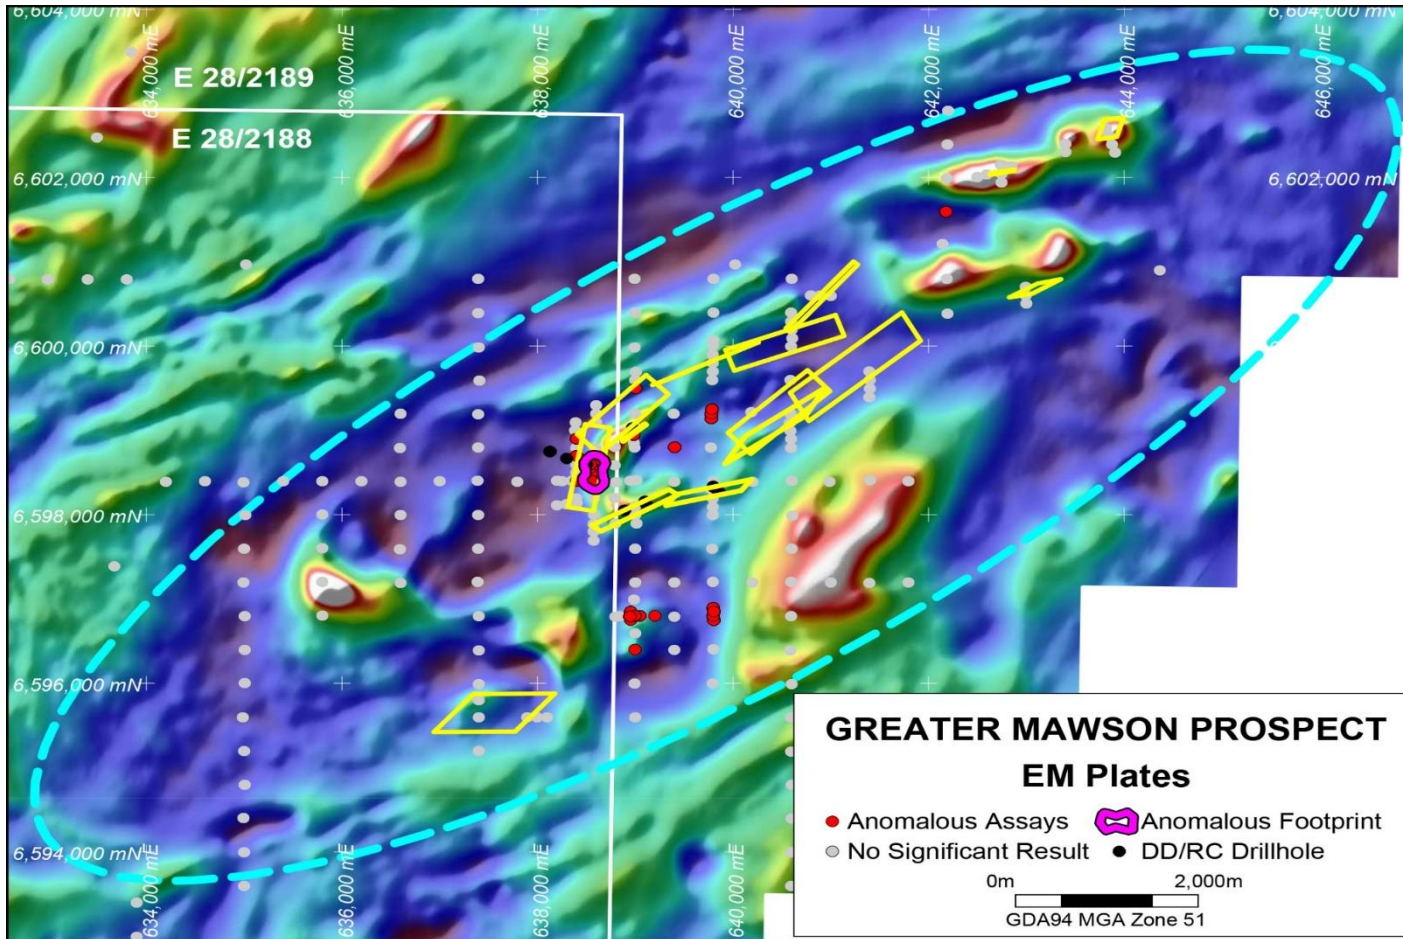 6,604,000 mN
6,604,000 mN
634,000 mE
636,000 mE
638,000 mE
640,000 mE
642,000 mE
644,000 mE
646,000 mE
E 28/2189
E 28/2188
6,602,000 mN
6,602,000 mN
6,600,000 mN
6,598,000 mN
6,596,000 mN
6,594,000 mN
634,000 mE
636,000 mE
638,000 mE
640,000 mE
GREATER MAWSON PROSPECT
EM Plates
Anomalous Assays
Anomalous Footprint
No Significant Result
DD/RC Drillhole
0m 2,000m
GDA94 MGA Zone 51